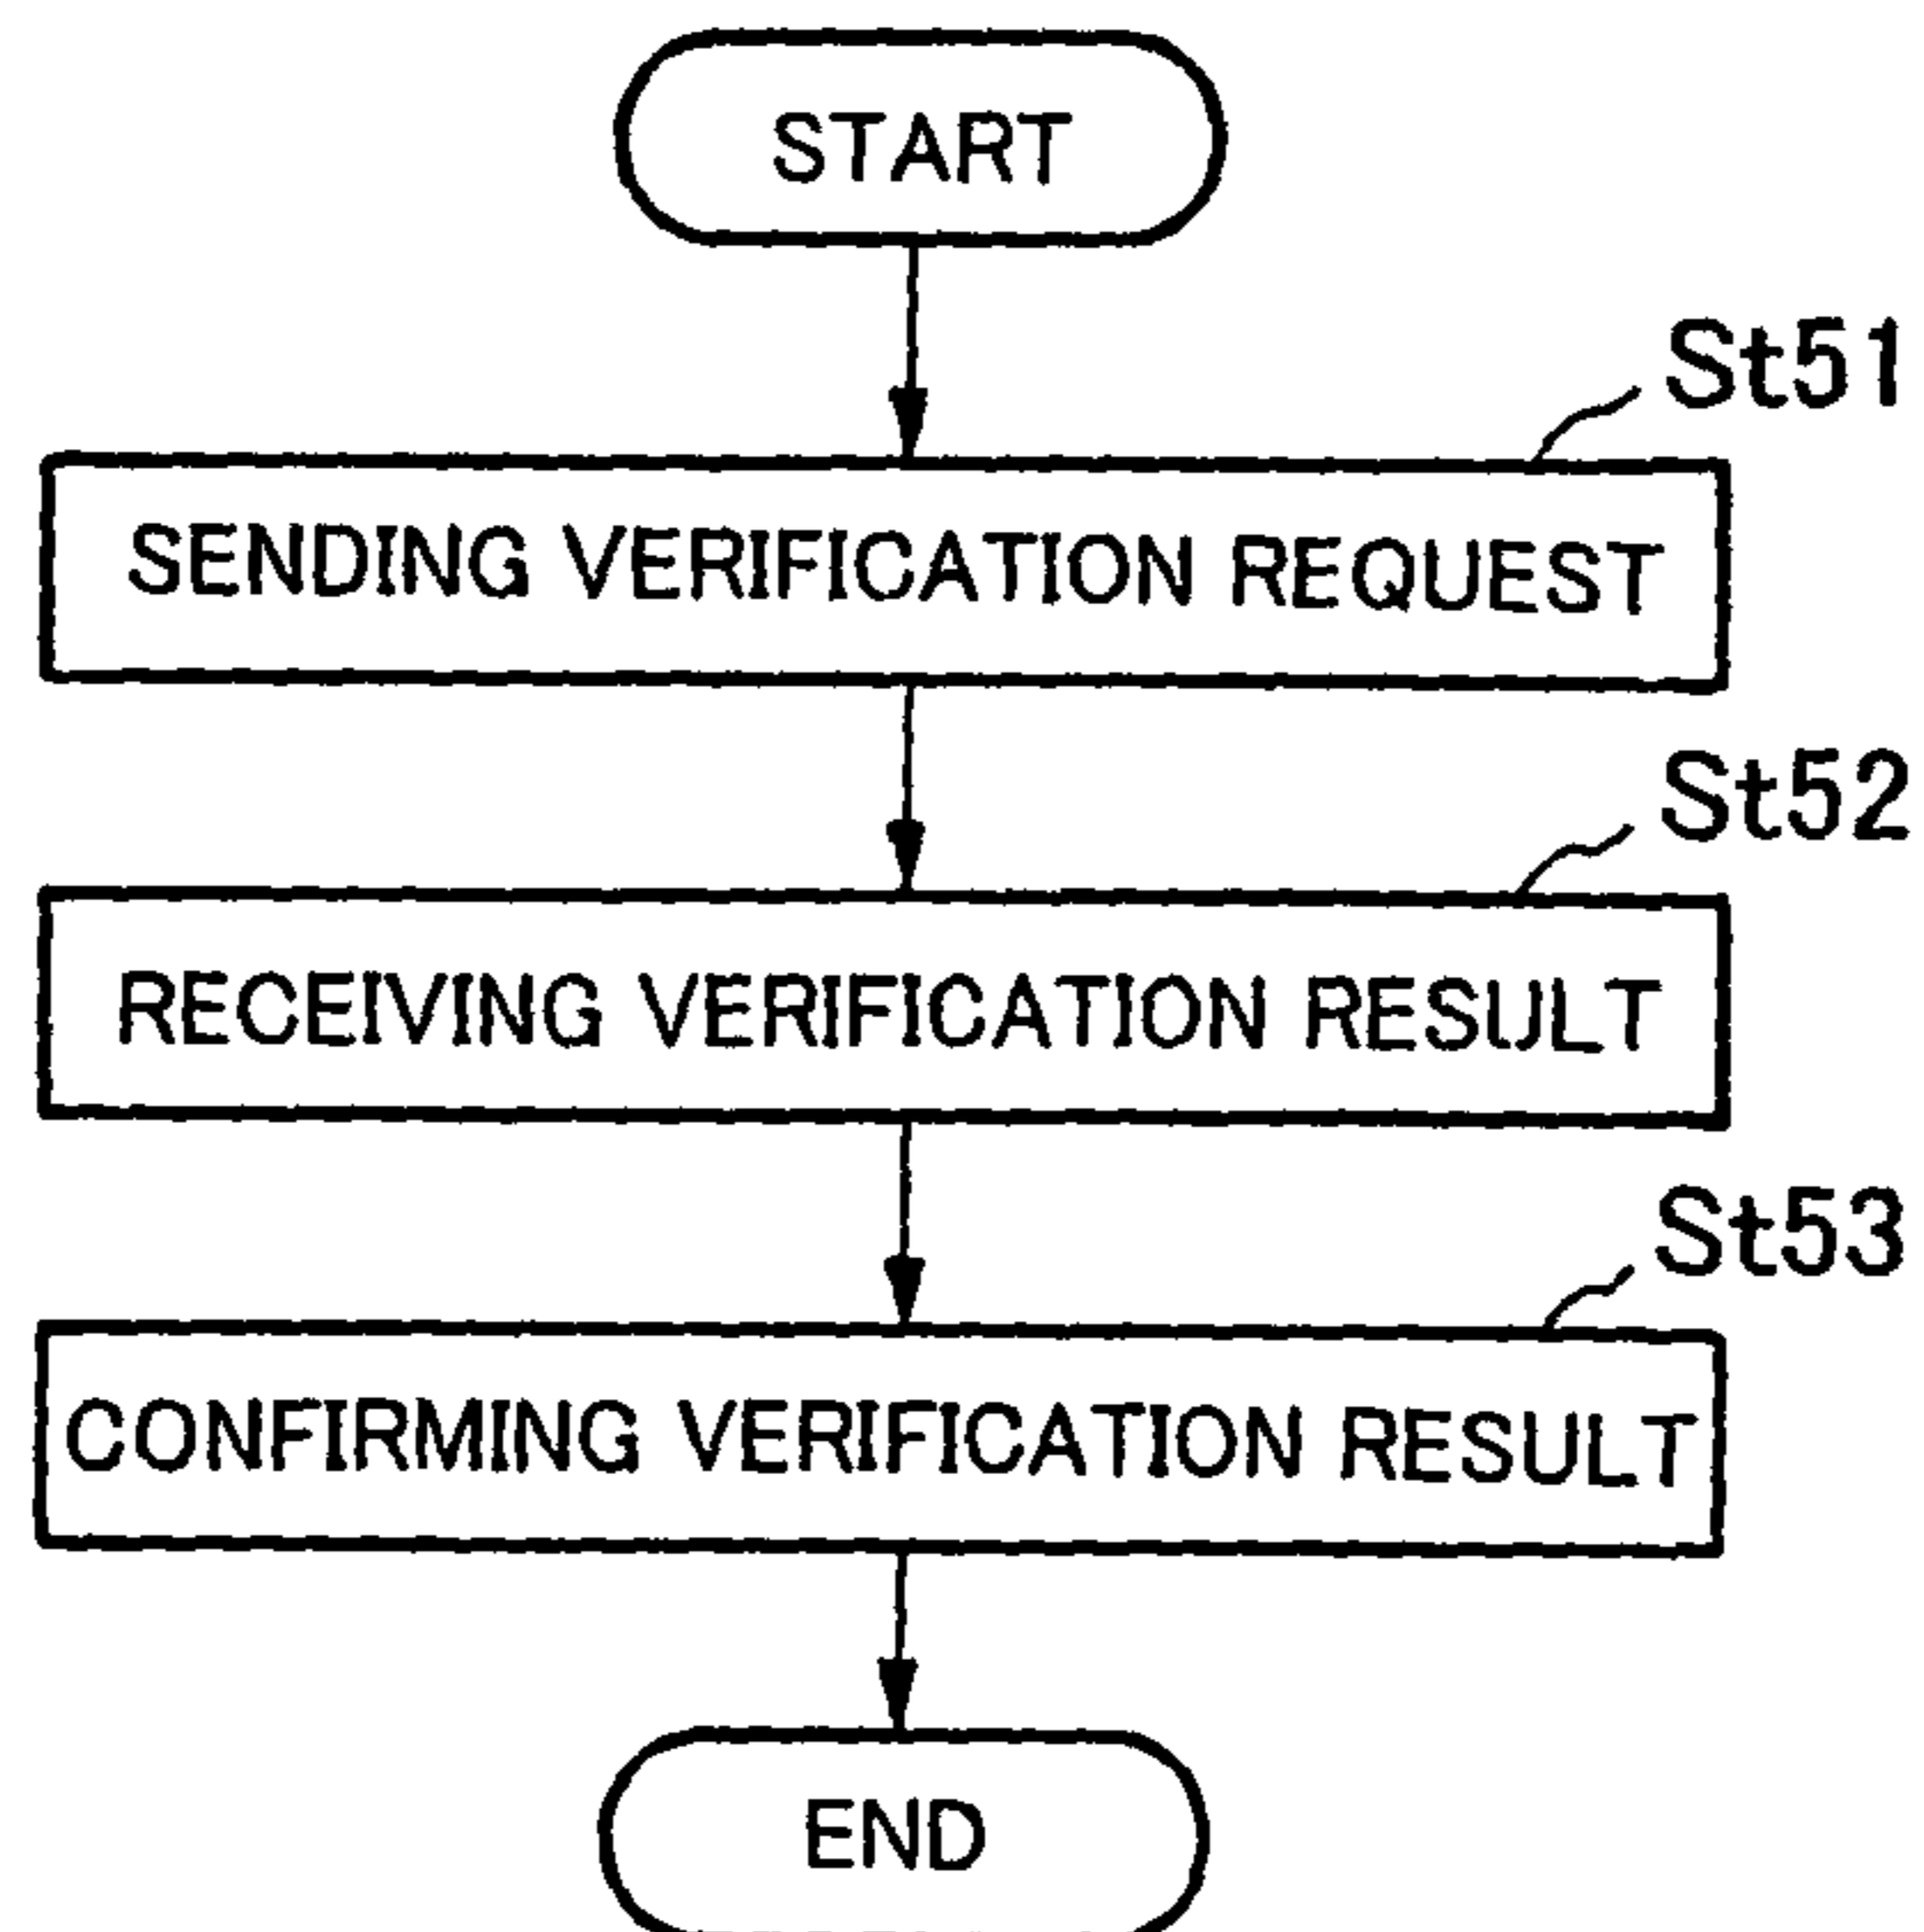 START
St51
SENDING VERIFICATION REQUEST
St52
RECEIVING VERIFICATION RESULT
St53
CONFIRMING VERIFICATION RESULT
END